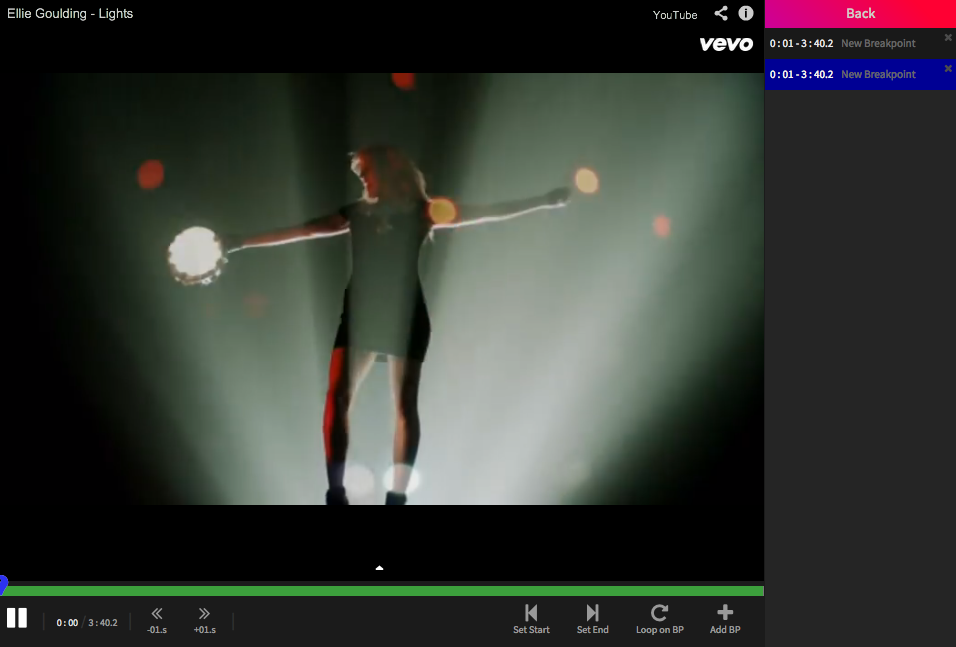 Ellie Goulding - Lights
YouTube
Back
vevo
0 : 01 - 3 : 40.2 New Breakpoint
0 : 01 - 3 : 40.2 New Breakpoint
0 : 00 / 3 : 40.2
-01.s
+01.s
Set Start
Set End
Loop on BP
Add BP